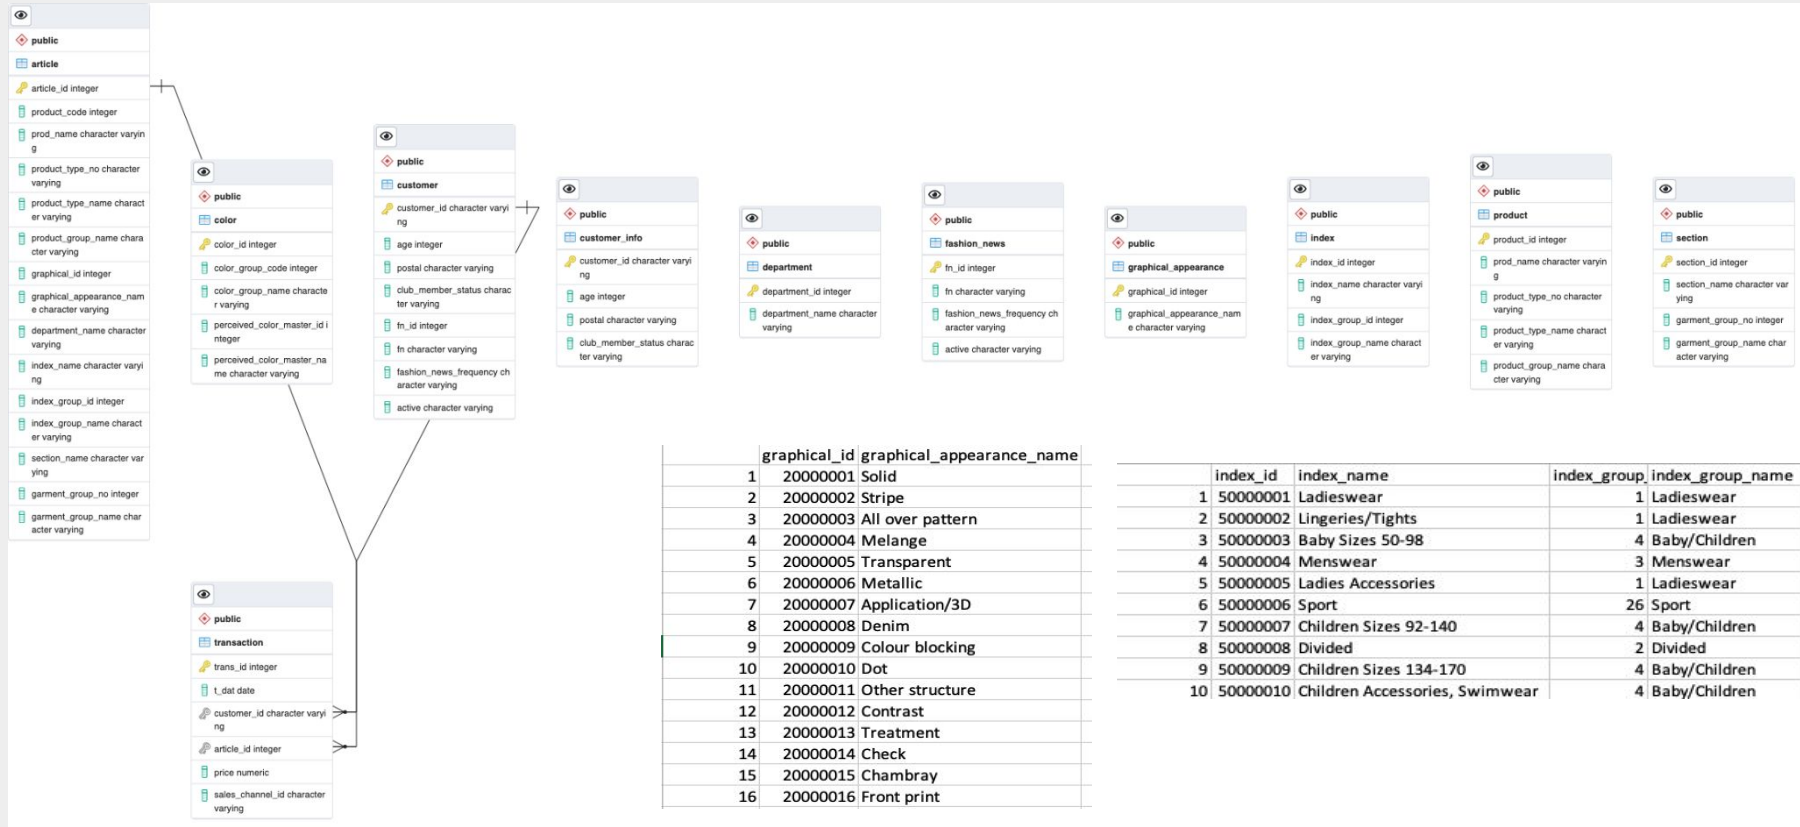 public
article
article_id integer
product_code integer
prod_name character varyin
g
product_type_no character
varying
product_type_name charact
er varying
product_group_name chara
cter varying
graphical_id integer
graphical_appearance_nam
e character varying
department_name character
varying
index_name character varyi
ng
index_group_id integer
index_group_name charact
er varying
section_name character var
ying
garment_group_no integer
garment_group_name char
acter varying
public
color
color_id integer
color_group_code integer
color_group_name characte
r varying
perceived_color_master_id i
nteger
perceived_color_master_na
me character varying
public
customer
customer_id character varyi
ng
age integer
postal character varying
club_member_status charac
ter varying
fn_id integer
fn character varying
fashion_news_frequency ch
aracter varying
active character varying
public
customer_info
customer_id character varyi
ng
age integer
postal character varying
club_member_status charac
ter varying
public
department
department_id integer
department_name character
varying
public
fashion_news
fn_id integer
fn character varying
fashion_news_frequency ch
aracter varying
active character varying
public
graphical_appearance
graphical_id integer
graphical_appearance_nam
e character varying
public
index
index_id integer
index_name character varyi
ng
index_group_id integer
index_group_name charact
er varying
public
product
product_id integer
prod_name character varyin
g
product_type_no character
varying
product_type_name charact
er varying
product_group_name chara
cter varying
public
section
section_id integer
section_name character var
ying
garment_group_no integer
garment_group_name char
acter varying
public
transaction
trans_id integer
t_dat date
customer_id character varyi
ng
article_id integer
price numeric
sales_channel_id character
varying
graphical_id graphical_appearance_name
1 20000001 Solid
2 20000002 Stripe
3 20000003 All over pattern
4 20000004 Melange
5 20000005 Transparent
6 20000006 Metallic
7 20000007 Application/3D
8 20000008 Denim
9 20000009 Colour blocking
10 20000010 Dot
11 20000011 Other structure
12 20000012 Contrast
13 20000013 Treatment
14 20000014 Check
15 20000015 Chambray
16 20000016 Front print
index_id index_name index_group_ index_group_name
1 50000001 Ladieswear 1 Ladieswear
2 50000002 Lingeries/Tights 1 Ladieswear
3 50000003 Baby Sizes 50-98 4 Baby/Children
4 50000004 Menswear 3 Menswear
5 50000005 Ladies Accessories 1 Ladieswear
6 50000006 Sport 26 Sport
7 50000007 Children Sizes 92-140 4 Baby/Children
8 50000008 Divided 2 Divided
9 50000009 Children Sizes 134-170 4 Baby/Children
10 50000010 Children Accessories, Swimwear 4 Baby/Children